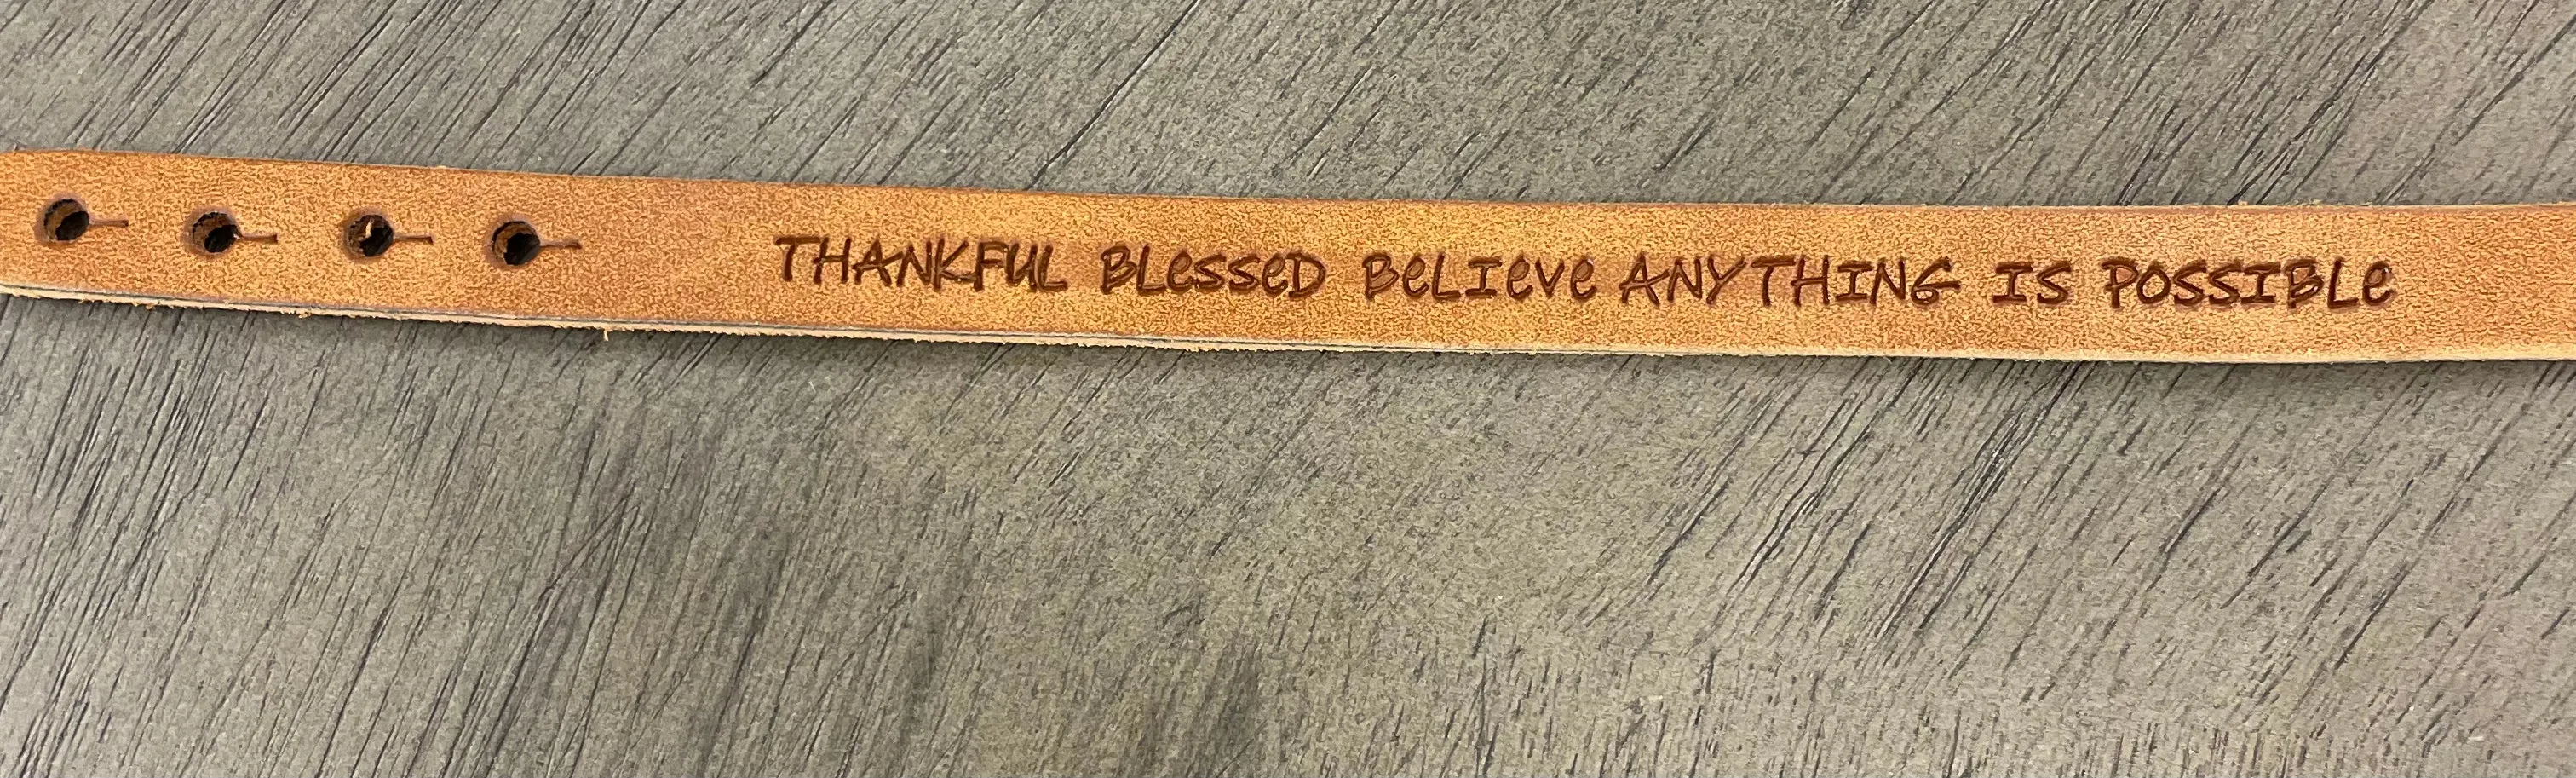 THANKFUL BLeSSED BeLIeVe ANYTHING IS POSSIBLe